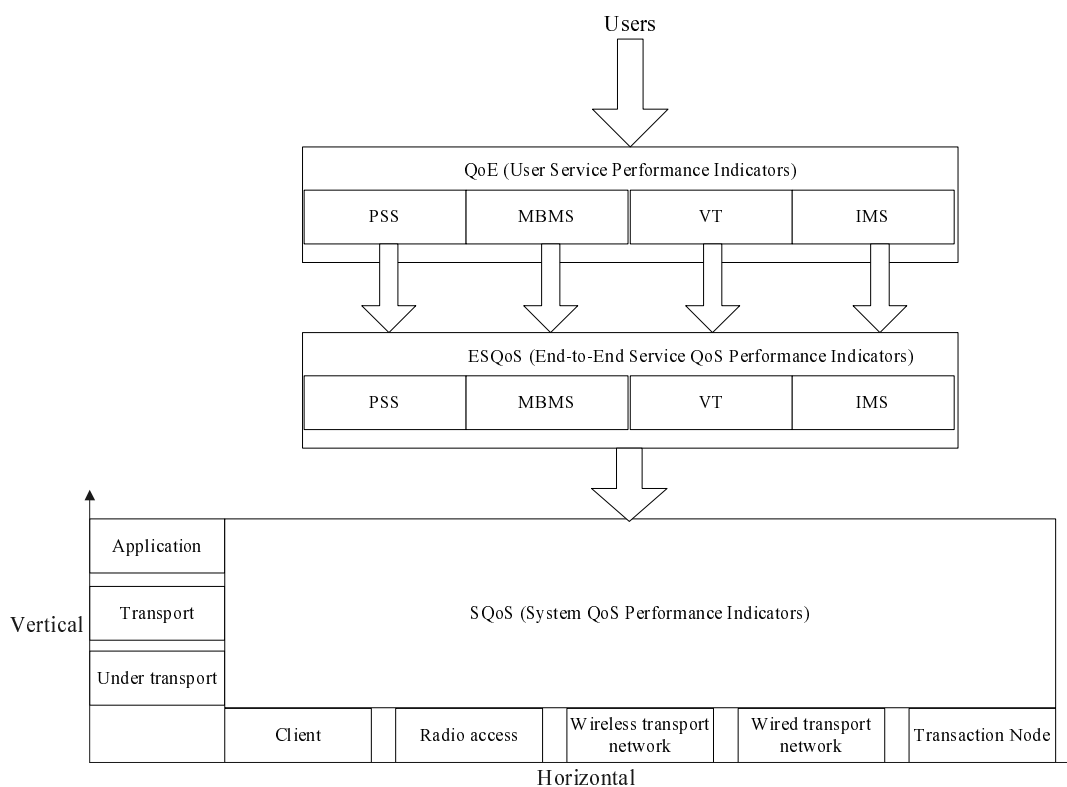 Users
QoE (User Service Performance Indicators)
PSS
MBMS
VT
IMS
ESQoS (End-to-End Service QoS Performance Indicators)
PSS
MBMS
VT
IMS
Application
Transport
Vertical
Under transport
SQoS (System QoS Performance Indicators)
Client
Radio access
Wireless transport
network
Wired transport
network
Transaction Node
Horizontal